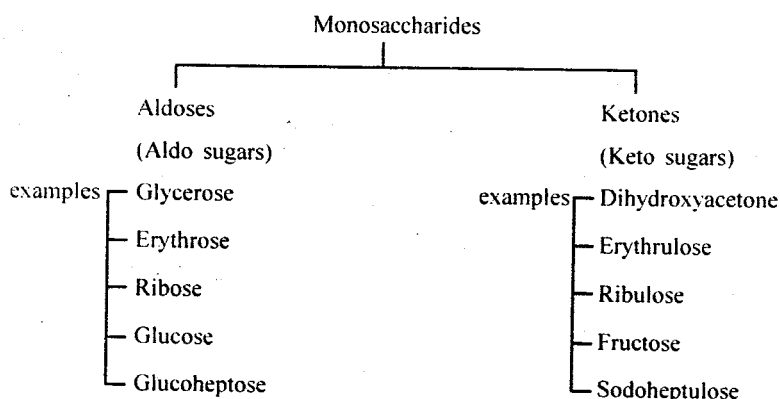 Monosaccharides
Aldoses
(Aldo sugars)
examples
Glycerose
Erythrose
Ribose
Glucose
Glucoheptose
Ketones
(Keto sugars)
examples
Dihydroxyacetone
Erythrulose
Ribulose
Fructose
Sodoheptulose